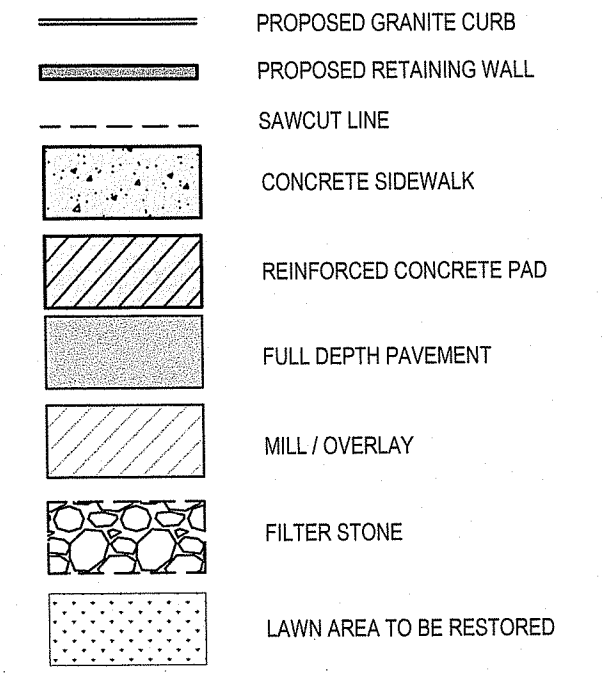 PROPOSED GRANITE CURB
PROPOSED RETAINING WALL
SAWCUT LINE
CONCRETE SIDEWALK
REINFORCED CONCRETE PAD
FULL DEPTH PAVEMENT
MILL / OVERLAY
FILTER STONE
LAWN AREA TO BE RESTORED